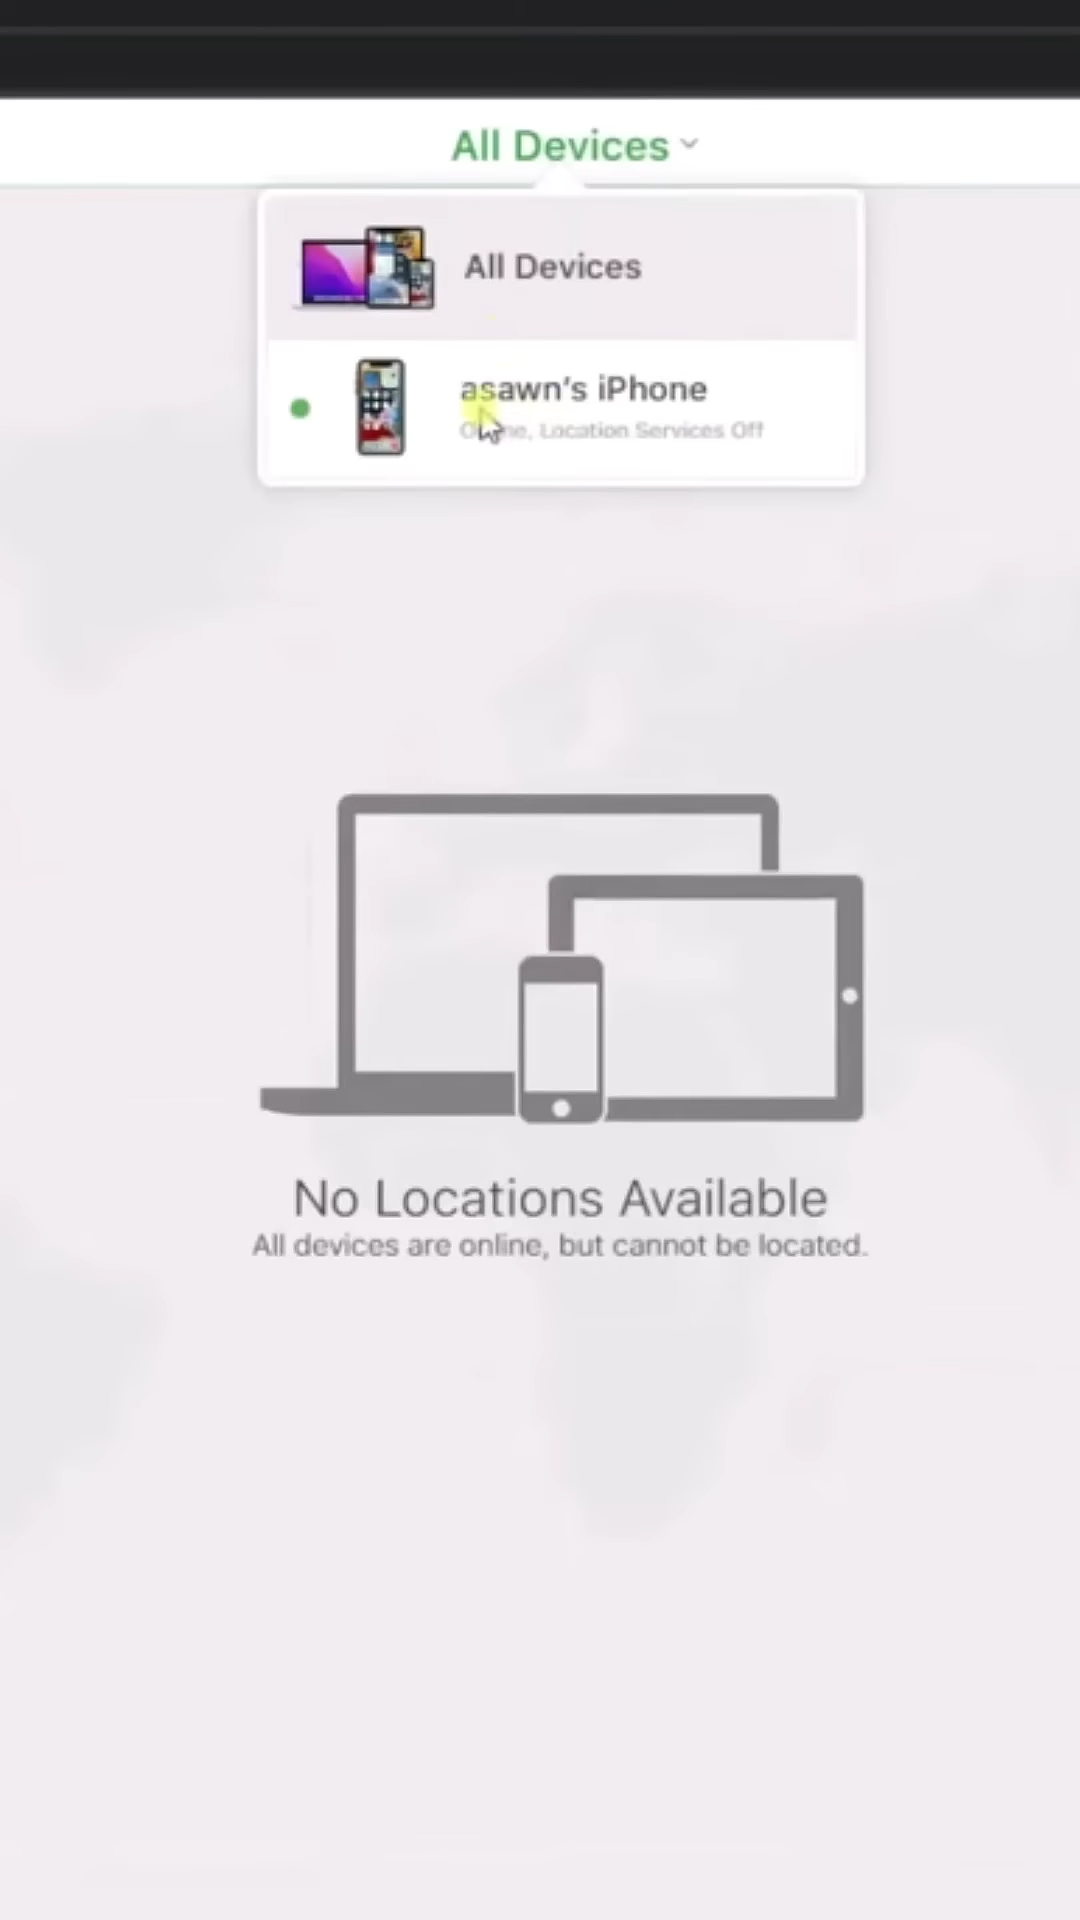 All Devices
All Devices
asawn's iPhone
Online, Location Services Off
No Locations Available
All devices are online, but cannot be located.